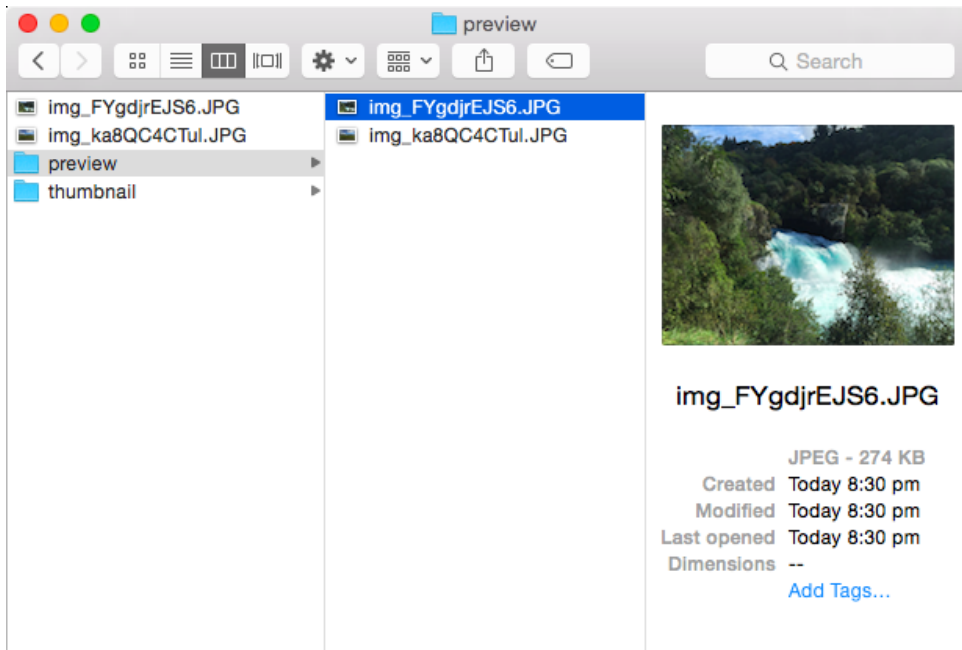 preview
Search
img_FYgdjrEJS6.JPG
img_ka8QC4CTul.JPG
preview
thumbnail
img_FYgdjrEJS6.JPG
img_ka8QC4CTul.JPG
img_FYgdjrEJS6.JPG
JPEG - 274 KB
Created Today 8:30 pm
Modified Today 8:30 pm
Last opened Today 8:30 pm
Dimensions --
Add Tags...